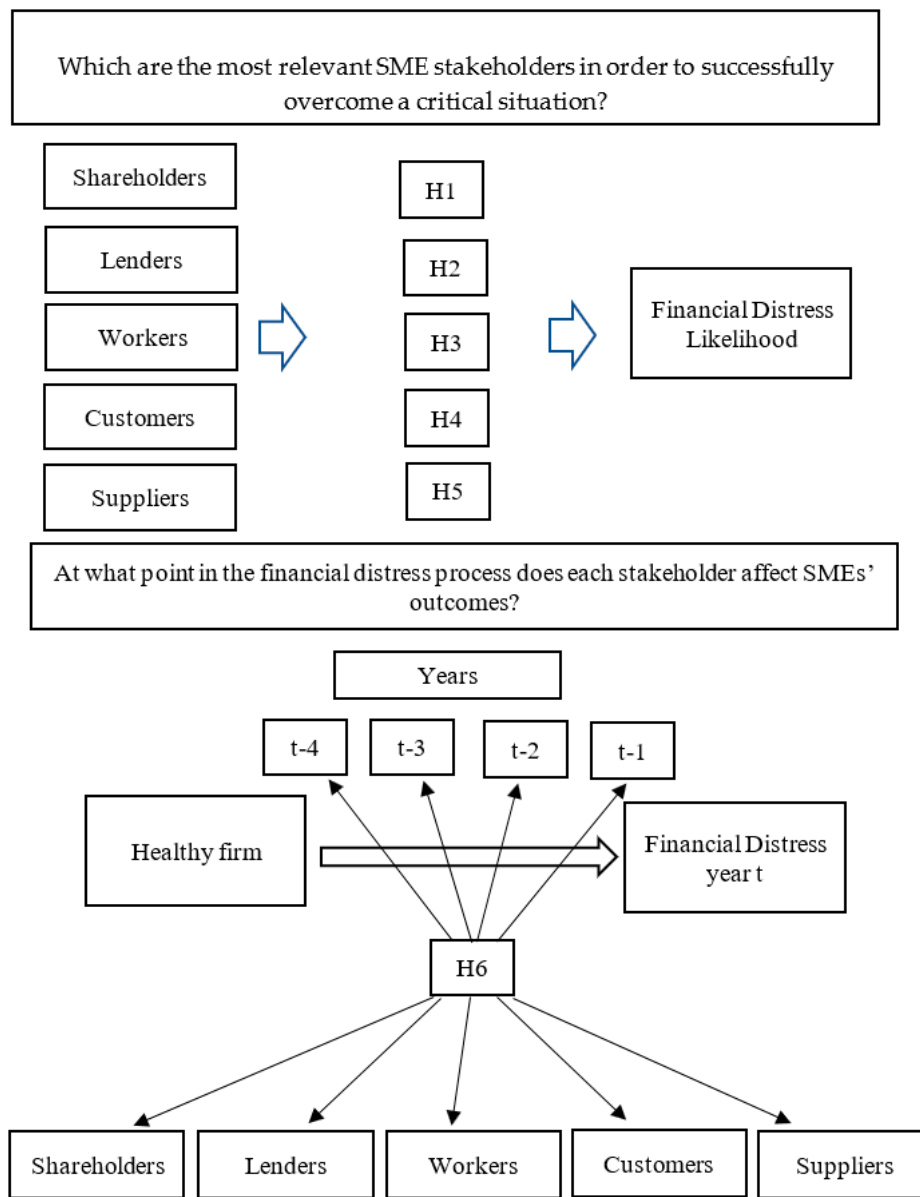 Which are the most relevant SME stakeholders in order to successfully
overcome a critical situation?
Shareholders
H1
Lenders
H2
Workers
H3
Financial Distress
Likelihood
Customers
H4
Suppliers
H5
At what point in the financial distress process does each stakeholder affect SMEs’
outcomes?
Years
t-4
t-3
t-2
t-1
Healthy firm
Financial Distress
year t
H6
Shareholders
Lenders
Workers
Customers
Suppliers